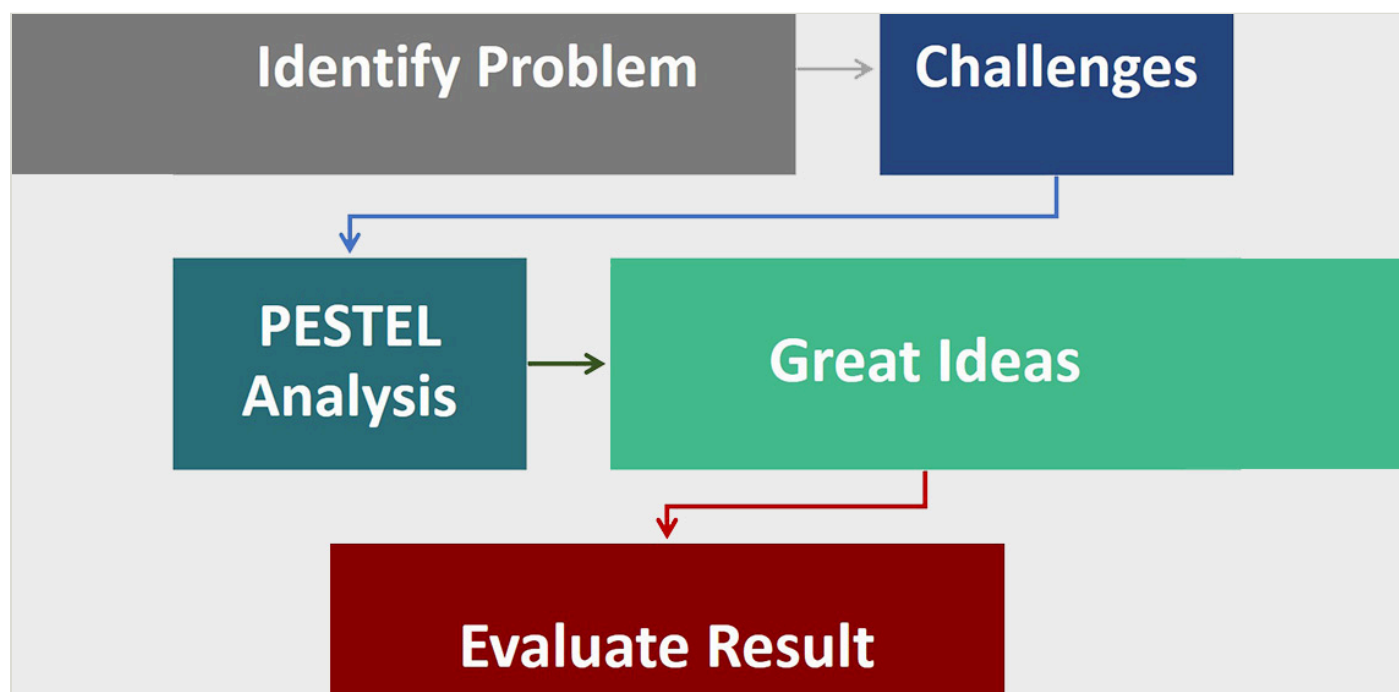 Identify Problem
Challenges
PESTEL
Analysis
Great Ideas
Evaluate Result